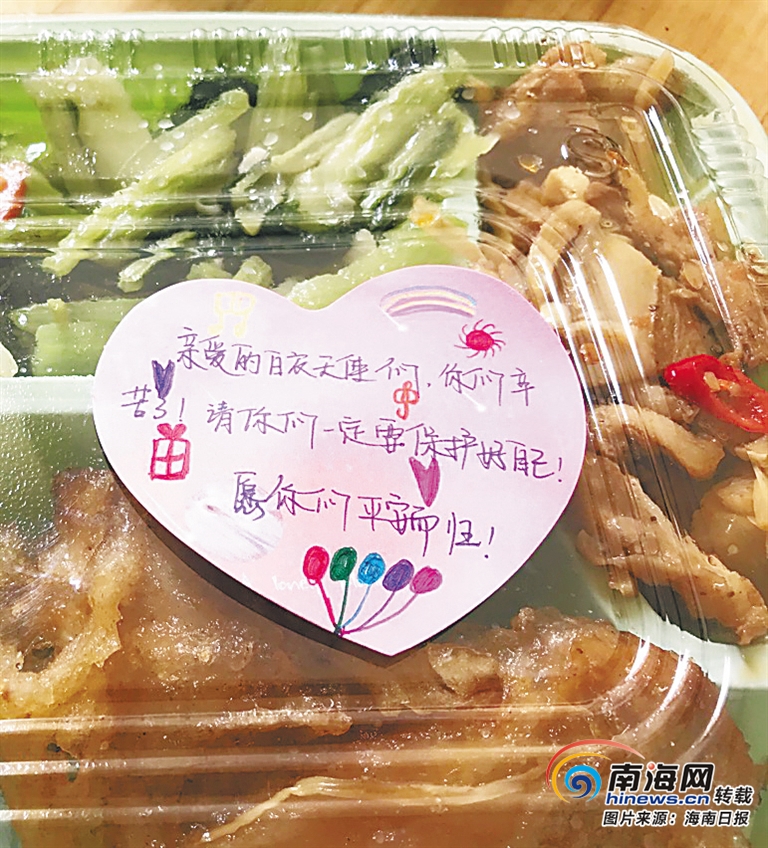 亲爱的白衣天使们，你们辛
苦了！请你们一定要保护好自己！
愿你们平安而归！
love
南海网
hinews.cn 转载
图片来源：海南日报